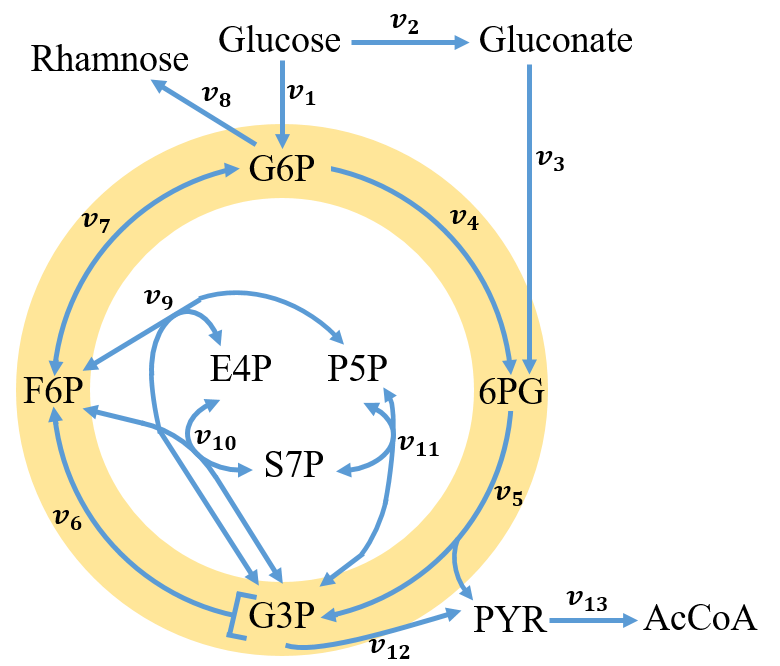 Glucose v₂ Gluconate
Rhamnose
v₈ v₁
v₃
G6P
v₇ v₄
v₉
E4P P5P
F6P 6PG
v₁₀ v₁₁
S7P
v₅
v₆
G3P PYR v₁₃ AcCoA
v₁₂